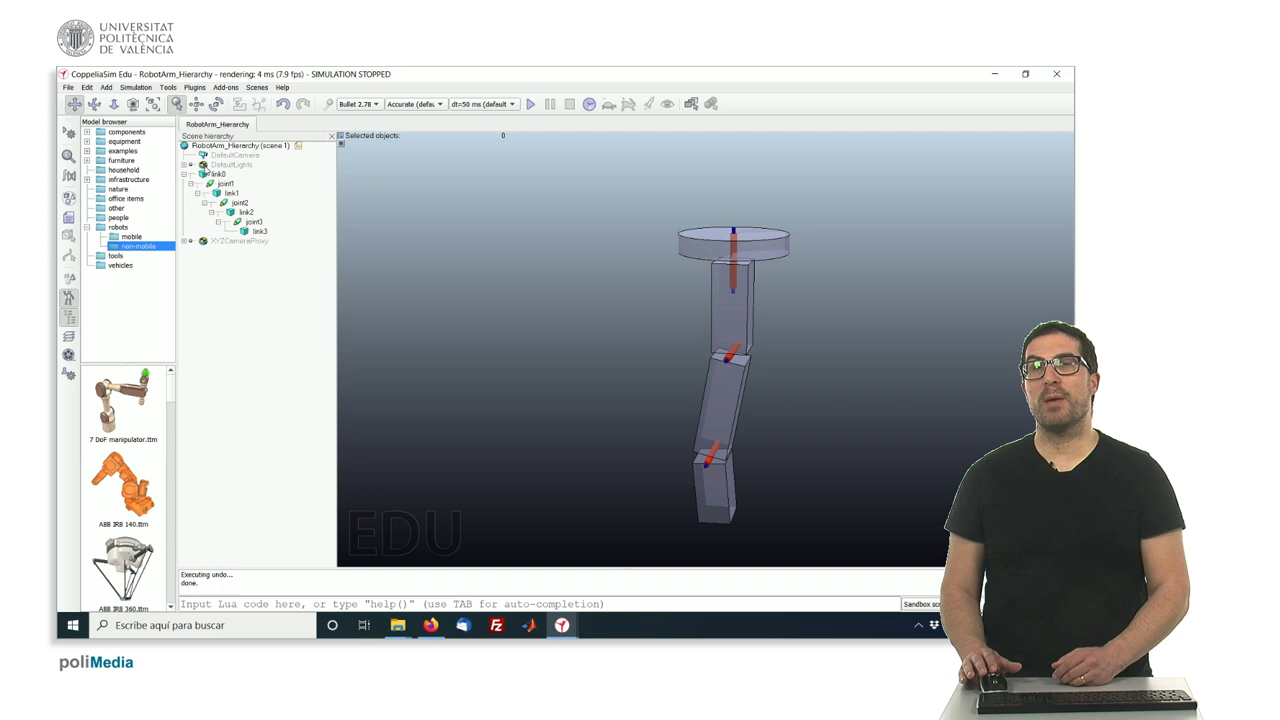 UNIVERSITAT
POLITÈCNICA
DE VALÈNCIA
CoppeliaSim Edu - RobotArm_Hierarchy - rendering: 4 ms (7.9 fps) - SIMULATION STOPPED
File Edit Add Simulation Tools Plugins Add-ons Scenes Help
Bullet 2.78 Accurate (defau dt=50 ms (default)
RobotArm_Hierarchy
Model browser
components
equipment
examples
furniture
household
infrastructure
nature
office items
other
people
robots
mobile
non-mobile
tools
vehicles
7 DoF manipulator.ttm
ABB IRB 140.ttm
ABB IRB 360.ttm
Scene hierarchy
RobotArm_Hierarchy (scene 1)
DefaultCamera
DefaultLights
link0
joint1
link1
joint2
link2
joint3
link3
XYZCameraProxy
Selected objects: 0
EDU
Executing undo...
done.
Input Lua code here, or type "help()" (use TAB for auto-completion)
Sandbox scr
Escribe aquí para buscar
poliMedia